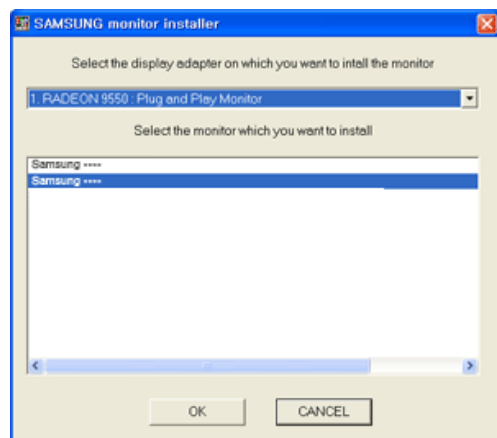 SAMSUNG monitor installer
Select the display adapter on which you want to intall the monitor
1. RADEON 9550 : Plug and Play Monitor
Select the monitor which you want to install
Samsung ----
Samsung ----
OK
CANCEL